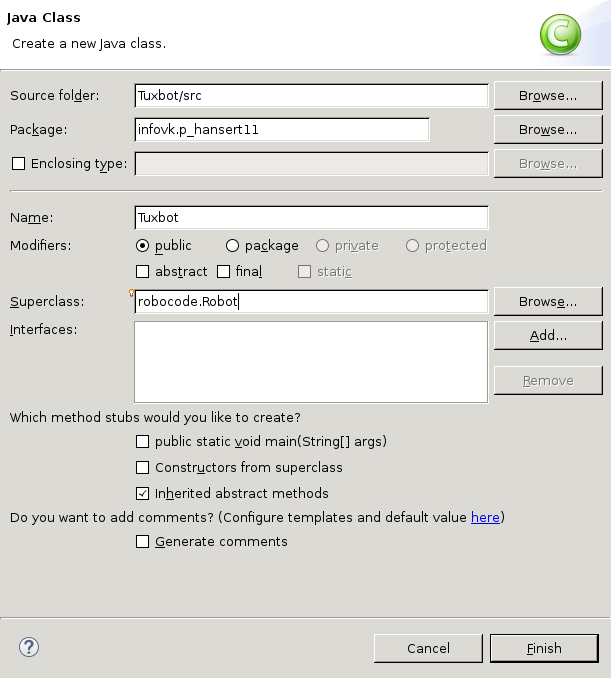 Java Class
Create a new Java class.
C
Source folder: Tuxbot/src Browse...
Package: infovk.p_hansert11 Browse...
Enclosing type: Browse...
Name: Tuxbot
Modifiers: public package private protected
abstract final static
Superclass: robocode.Robot Browse...
Interfaces: Add...
Remove
Which method stubs would you like to create?
public static void main(String[] args)
Constructors from superclass
Inherited abstract methods
Do you want to add comments? (Configure templates and default value here)
Generate comments
? Cancel Finish